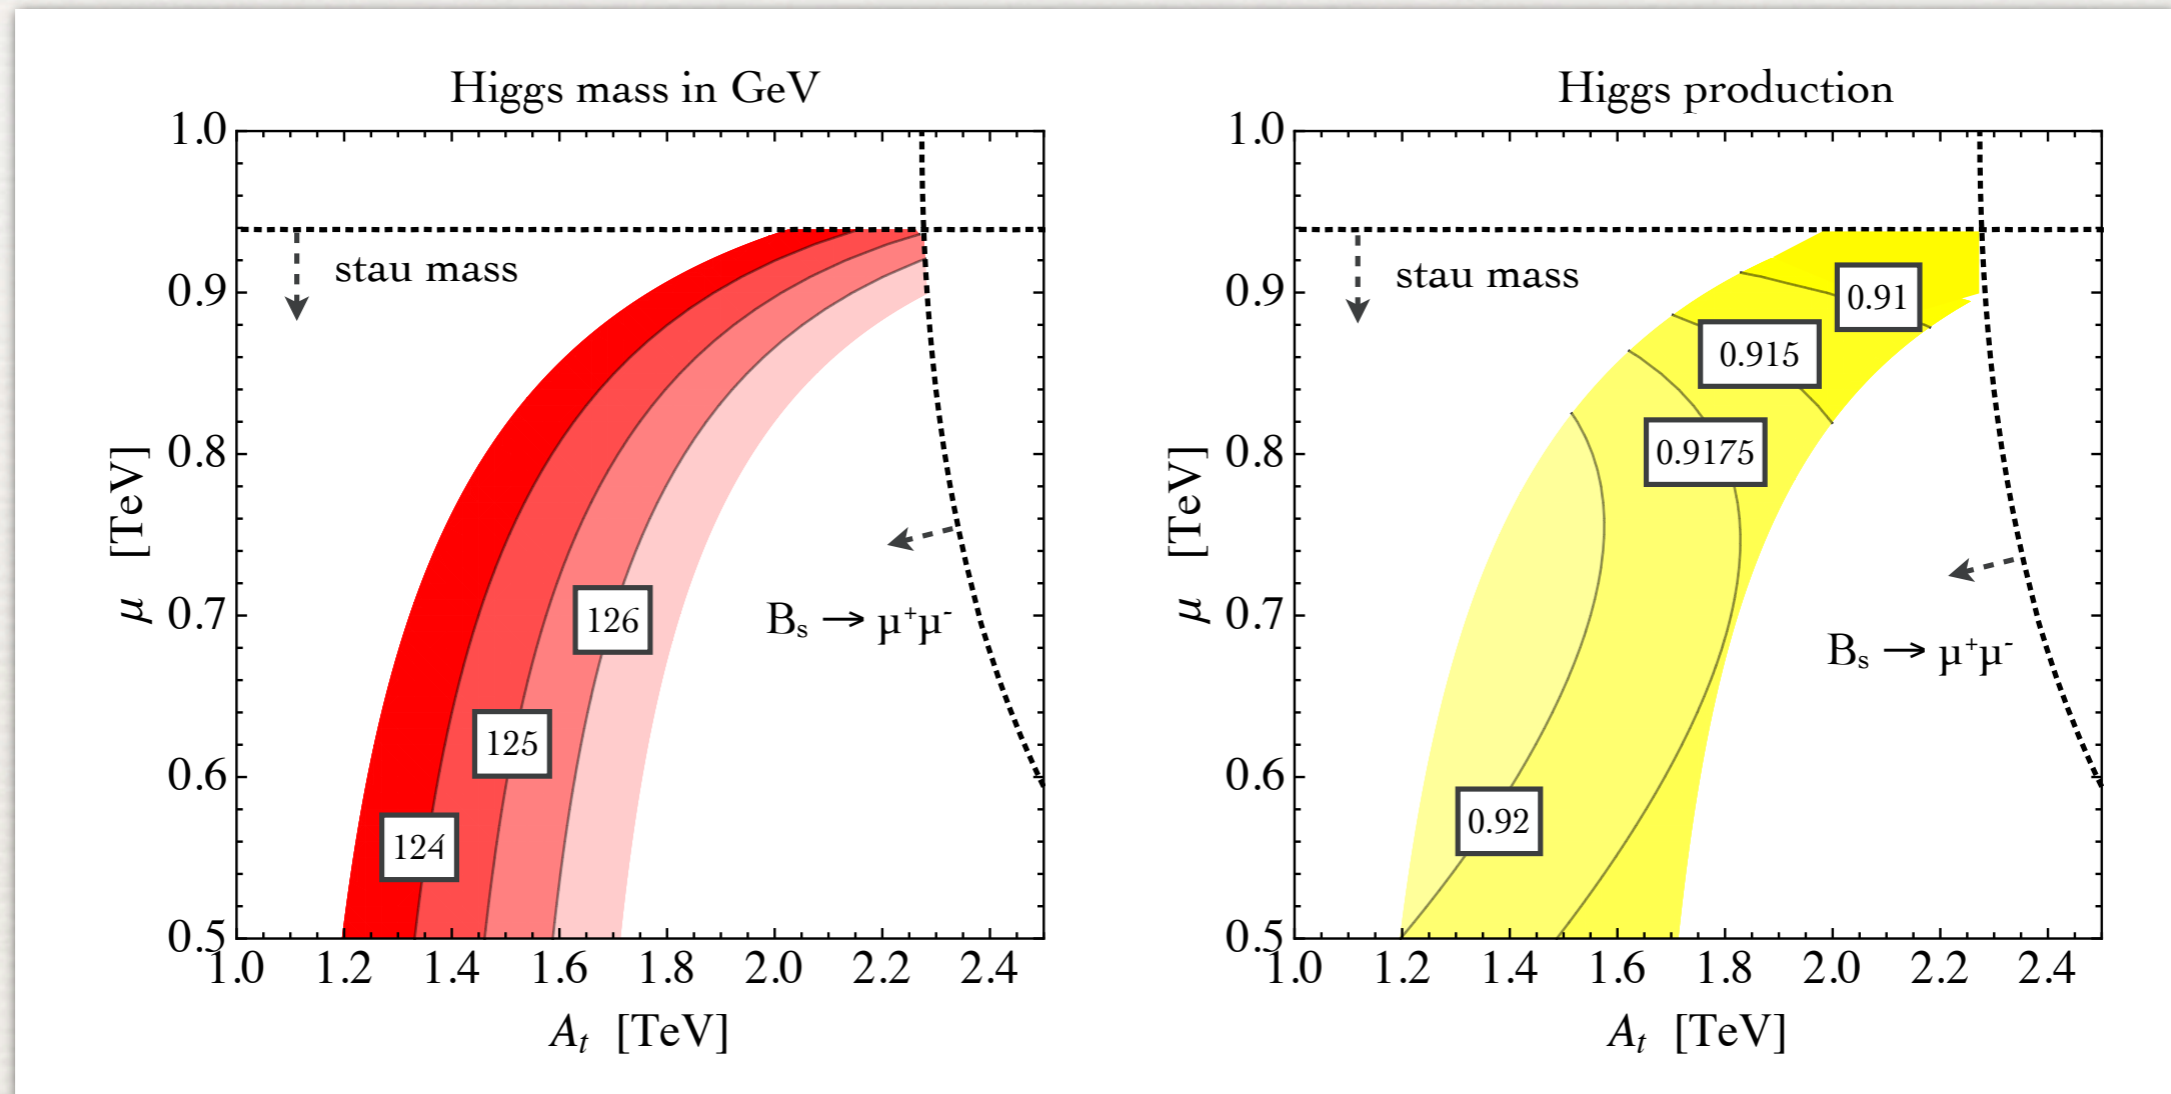 Higgs mass in GeV
1.0
0.9
0.8
0.7
0.6
0.5
μ [TeV]
stau mass
126
125
124
Bₛ → μ⁺μ⁻
1.0 1.2 1.4 1.6 1.8 2.0 2.2 2.4
Aₜ [TeV]
Higgs production
1.0
0.9
0.8
0.7
0.6
0.5
μ [TeV]
stau mass
0.91
0.915
0.9175
0.92
Bₛ → μ⁺μ⁻
1.0 1.2 1.4 1.6 1.8 2.0 2.2 2.4
Aₜ [TeV]